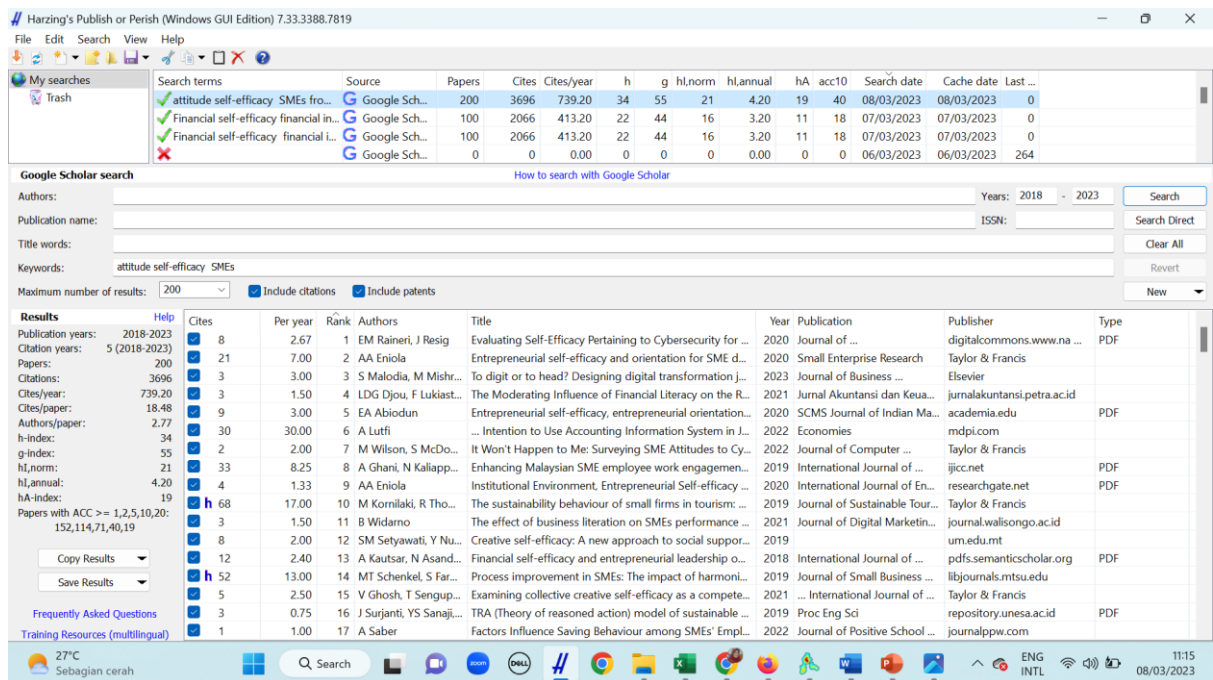 Harzing's Publish or Perish (Windows GUI Edition) 7.33.3388.7819
File Edit Search View Help
My searches
Trash
Search terms Source Papers Cites Cites/year h g hI,norm hI,annual hA acc10 Search date Cache date Last ...
attitude self-efficacy SMEs fro... Google Sch... 200 3696 739.20 34 55 21 4.20 19 40 08/03/2023 08/03/2023 0
Financial self-efficacy financial in... Google Sch... 100 2066 413.20 22 44 16 3.20 11 18 07/03/2023 07/03/2023 0
Financial self-efficacy financial i... Google Sch... 100 2066 413.20 22 44 16 3.20 11 18 07/03/2023 07/03/2023 0
Google Sch... 0 0 0.00 0 0 0 0.00 0 0 06/03/2023 06/03/2023 264
Google Scholar search How to search with Google Scholar
Authors: Years: 2018 - 2023 Search
Publication name: ISSN: Search Direct
Title words: Clear All
Keywords: attitude self-efficacy SMEs Revert
Maximum number of results: 200 Include citations Include patents New
Results Help
Publication years: 2018-2023
Citation years: 5 (2018-2023)
Papers: 200
Citations: 3696
Cites/year: 739.20
Cites/paper: 18.48
Authors/paper: 2.77
h-index: 34
g-index: 55
hI,norm: 21
hI,annual: 4.20
hA-index: 19
Papers with ACC >= 1,2,5,10,20:
152,114,71,40,19
Copy Results
Save Results
Frequently Asked Questions
Training Resources (multilingual)
Cites Per year Rank Authors Title Year Publication Publisher Type
8 2.67 1 EM Raineri, J Resig Evaluating Self-Efficacy Pertaining to Cybersecurity for ... 2020 Journal of ... digitalcommons.www.na ... PDF
21 7.00 2 AA Eniola Entrepreneurial self-efficacy and orientation for SME d... 2020 Small Enterprise Research Taylor & Francis
3 3.00 3 S Malodia, M Mishr... To digit or to head? Designing digital transformation j... 2023 Journal of Business ... Elsevier
3 1.50 4 LDG Djou, F Lukiast... The Moderating Influence of Financial Literacy on the R... 2021 Jurnal Akuntansi dan Keua... jurnalakuntansi.petra.ac.id
9 3.00 5 EA Abiodun Entrepreneurial self-efficacy, entrepreneurial orientation... 2020 SCMS Journal of Indian Ma... academia.edu PDF
30 30.00 6 A Lutfi ... Intention to Use Accounting Information System in J... 2022 Economies mdpi.com
2 2.00 7 M Wilson, S McDo... It Won't Happen to Me: Surveying SME Attitudes to Cy... 2022 Journal of Computer ... Taylor & Francis
33 8.25 8 A Ghani, N Kaliapp... Enhancing Malaysian SME employee work engagemen... 2019 International Journal of ... ijicc.net PDF
4 1.33 9 AA Eniola Institutional Environment, Entrepreneurial Self-efficacy ... 2020 International Journal of En... researchgate.net PDF
h 68 17.00 10 M Kornilaki, R Tho... The sustainability behaviour of small firms in tourism: ... 2019 Journal of Sustainable Tour... Taylor & Francis
3 1.50 11 B Widarno The effect of business literation on SMEs performance ... 2021 Journal of Digital Marketin... journal.walisongo.ac.id
8 2.00 12 SM Setyawati, Y Nu... Creative self-efficacy: A new approach to social suppor... 2019 um.edu.mt
12 2.40 13 A Kautsar, N Asand... Financial self-efficacy and entrepreneurial leadership o... 2018 International Journal of ... pdfs.semanticscholar.org PDF
h 52 13.00 14 MT Schenkel, S Far... Process improvement in SMEs: The impact of harmoni... 2019 Journal of Small Business ... libjournals.mtsu.edu
5 2.50 15 V Ghosh, T Sengup... Examining collective creative self-efficacy as a compete... 2021 ... International Journal of ... Taylor & Francis
3 0.75 16 J Surjanti, YS Sanaji,... TRA (Theory of reasoned action) model of sustainable ... 2019 Proc Eng Sci repository.unesa.ac.id PDF
1 1.00 17 A Saber Factors Influence Saving Behaviour among SMEs' Empl... 2022 Journal of Positive School ... journalppw.com
27°C
Sebagian cerah
Search
zoom
DELL
ENG
INTL
11:15
08/03/2023